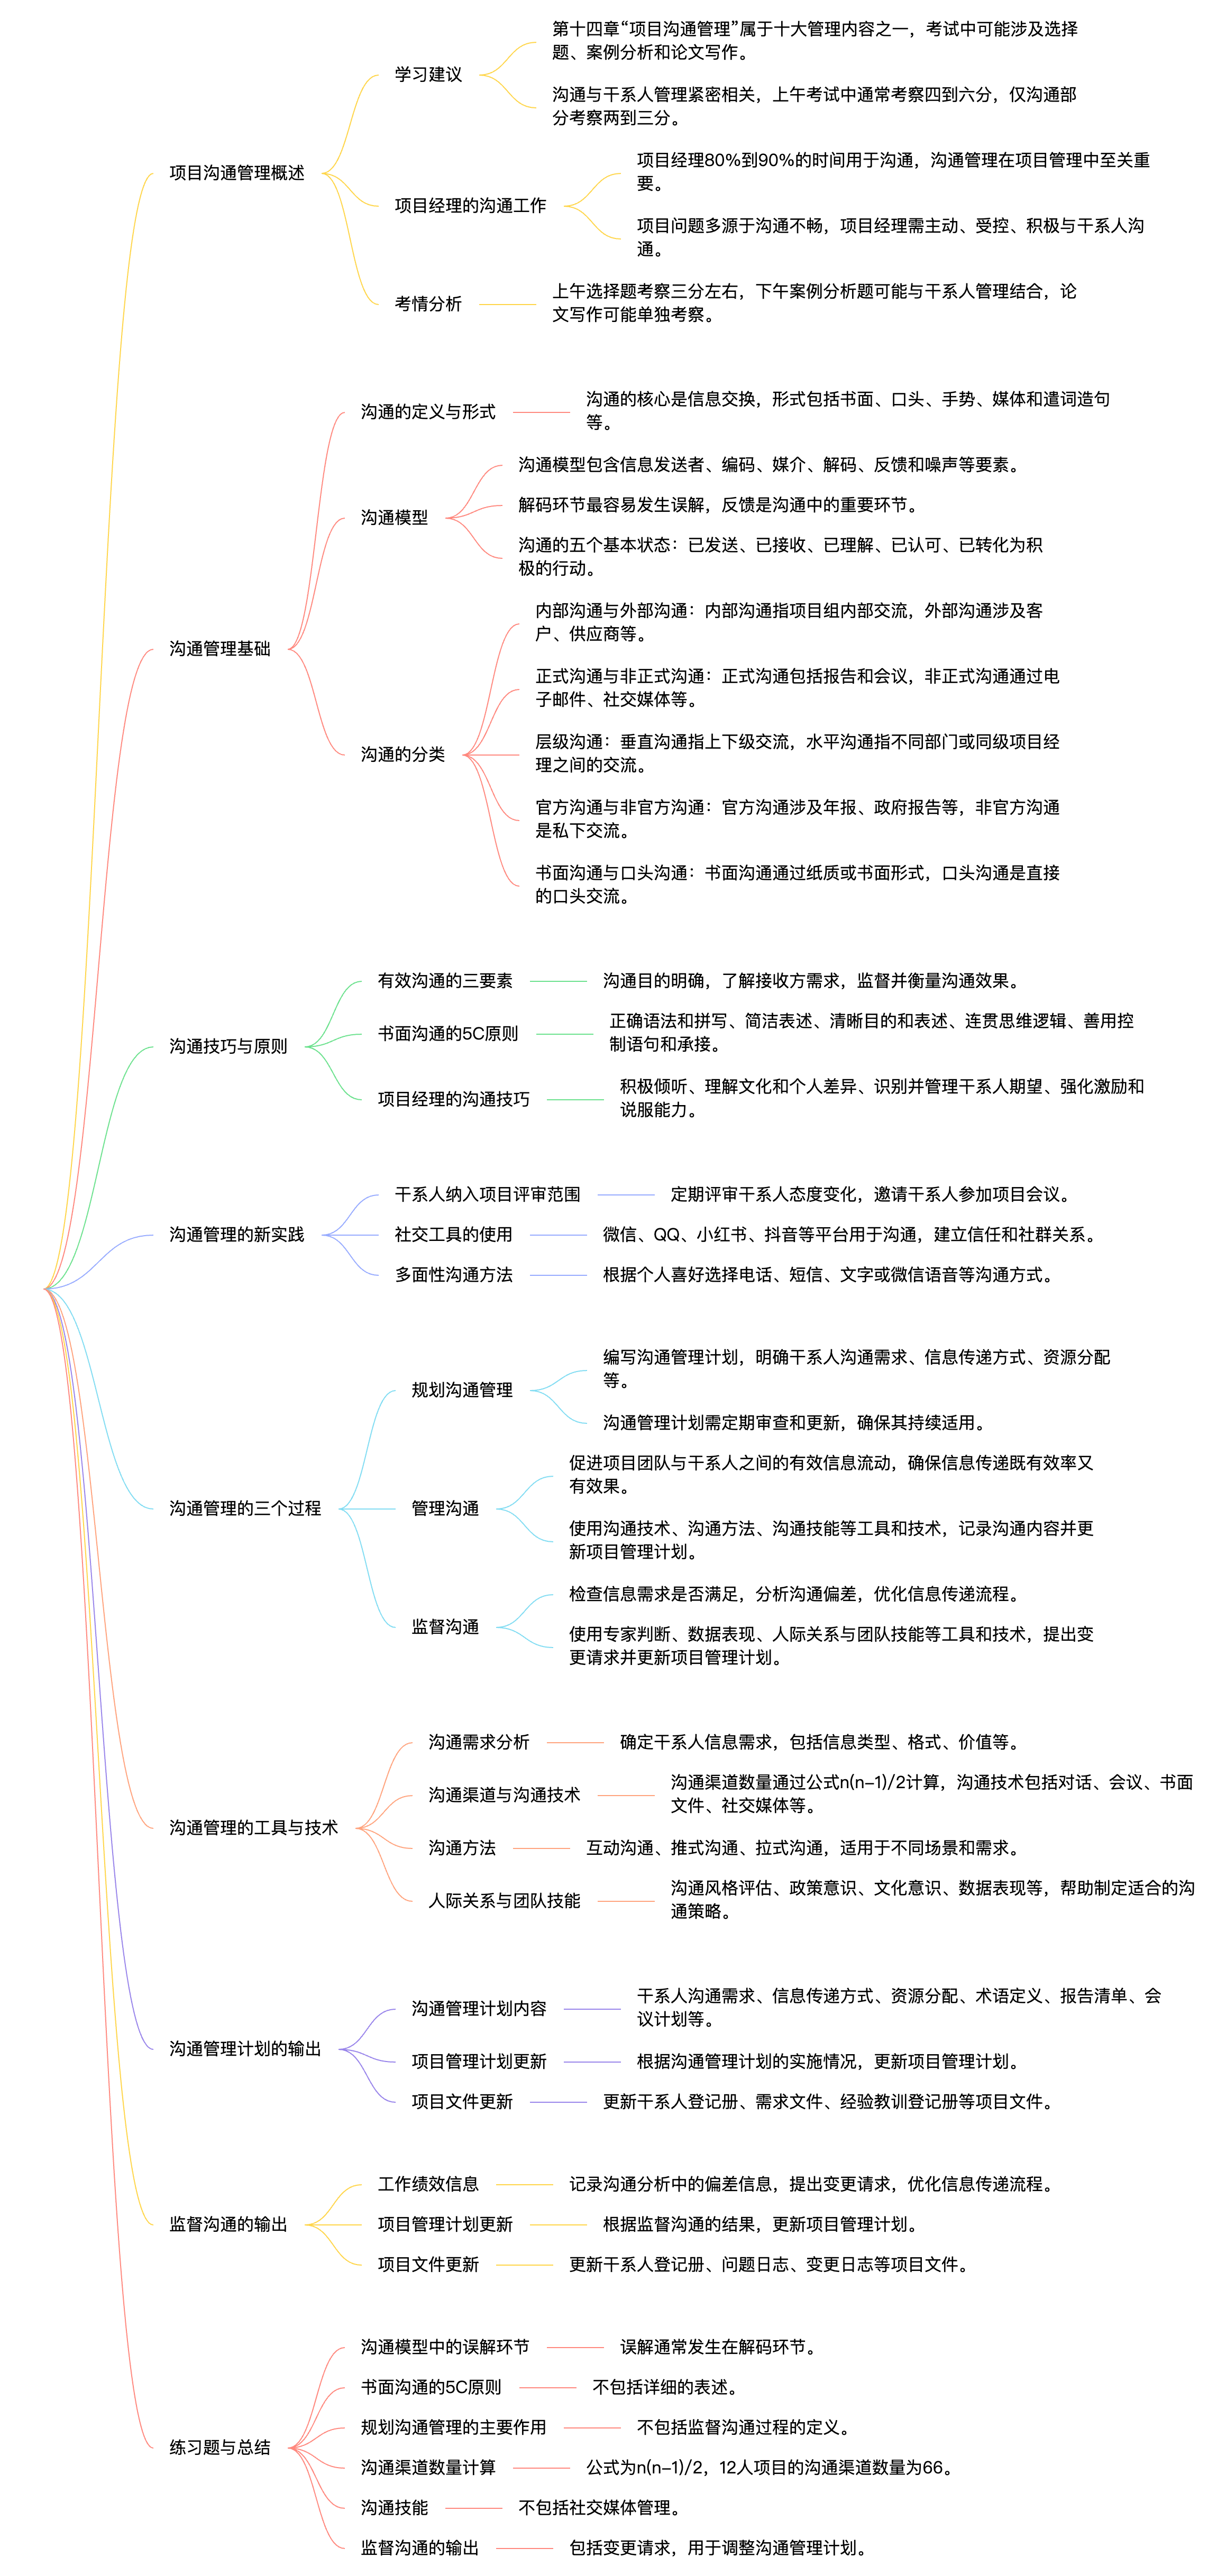 项目沟通管理概述
学习建议
第十四章“项目沟通管理”属于十大管理内容之一，考试中可能涉及选择
题、案例分析和论文写作。
沟通与干系人管理紧密相关，上午考试中通常考察四到六分，仅沟通部
分考察两到三分。
项目经理的沟通工作
项目经理80%到90%的时间用于沟通，沟通管理在项目管理中至关重
要。
项目问题多源于沟通不畅，项目经理需主动、受控、积极与干系人沟
通。
考情分析
上午选择题考察三分左右，下午案例分析题可能与干系人管理结合，论
文写作可能单独考察。
沟通管理基础
沟通的定义与形式
沟通的核心是信息交换，形式包括书面、口头、手势、媒体和遣词造句
等。
沟通模型
沟通模型包含信息发送者、编码、媒介、解码、反馈和噪声等要素。
解码环节最容易发生误解，反馈是沟通中的重要环节。
沟通的五个基本状态：已发送、已接收、已理解、已认可、已转化为积
极的行动。
沟通的分类
内部沟通与外部沟通：内部沟通指项目组内部交流，外部沟通涉及客
户、供应商等。
正式沟通与非正式沟通：正式沟通包括报告和会议，非正式沟通通过电
子邮件、社交媒体等。
层级沟通：垂直沟通指上下级交流，水平沟通指不同部门或同级项目经
理之间的交流。
官方沟通与非官方沟通：官方沟通涉及年报、政府报告等，非官方沟通
是私下交流。
书面沟通与口头沟通：书面沟通通过纸质或书面形式，口头沟通是直接
的口头交流。
沟通技巧与原则
有效沟通的三要素
沟通目的明确，了解接收方需求，监督并衡量沟通效果。
书面沟通的5C原则
正确语法和拼写、简洁表述、清晰目的和表述、连贯思维逻辑、善用控
制语句和承接。
项目经理的沟通技巧
积极倾听、理解文化和个人差异、识别并管理干系人期望、强化激励和
说服能力。
沟通管理的新实践
干系人纳入项目评审范围
定期评审干系人态度变化，邀请干系人参加项目会议。
社交工具的使用
微信、QQ、小红书、抖音等平台用于沟通，建立信任和社群关系。
多面性沟通方法
根据个人喜好选择电话、短信、文字或微信语音等沟通方式。
沟通管理的三个过程
规划沟通管理
编写沟通管理计划，明确干系人沟通需求、信息传递方式、资源分配
等。
沟通管理计划需定期审查和更新，确保其持续适用。
管理沟通
促进项目团队与干系人之间的有效信息流动，确保信息传递既有效率又
有效果。
使用沟通技术、沟通方法、沟通技能等工具和技术，记录沟通内容并更
新项目管理计划。
监督沟通
检查信息需求是否满足，分析沟通偏差，优化信息传递流程。
使用专家判断、数据表现、人际关系与团队技能等工具和技术，提出变
更请求并更新项目管理计划。
沟通管理的工具与技术
沟通需求分析
确定干系人信息需求，包括信息类型、格式、价值等。
沟通渠道与沟通技术
沟通渠道数量通过公式n(n-1)/2计算，沟通技术包括对话、会议、书面
文件、社交媒体等。
沟通方法
互动沟通、推式沟通、拉式沟通，适用于不同场景和需求。
人际关系与团队技能
沟通风格评估、政策意识、文化意识、数据表现等，帮助制定适合的沟
通策略。
沟通管理计划的输出
沟通管理计划内容
干系人沟通需求、信息传递方式、资源分配、术语定义、报告清单、会
议计划等。
项目管理计划更新
根据沟通管理计划的实施情况，更新项目管理计划。
项目文件更新
更新干系人登记册、需求文件、经验教训登记册等项目文件。
监督沟通的输出
工作绩效信息
记录沟通分析中的偏差信息，提出变更请求，优化信息传递流程。
项目管理计划更新
根据监督沟通的结果，更新项目管理计划。
项目文件更新
更新干系人登记册、问题日志、变更日志等项目文件。
练习题与总结
沟通模型中的误解环节
误解通常发生在解码环节。
书面沟通的5C原则
不包括详细的表述。
规划沟通管理的主要作用
不包括监督沟通过程的定义。
沟通渠道数量计算
公式为n(n-1)/2，12人项目的沟通渠道数量为66。
沟通技能
不包括社交媒体管理。
监督沟通的输出
包括变更请求，用于调整沟通管理计划。